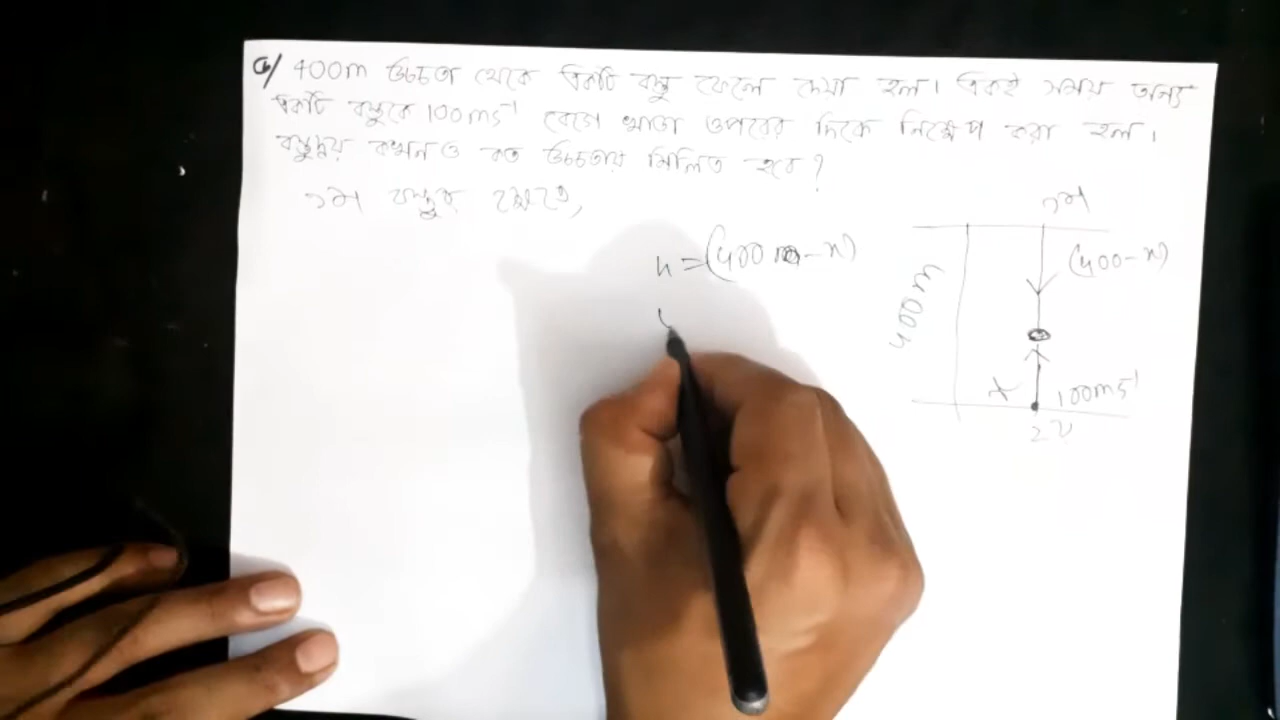 ৫/ 400m উচ্চতা থেকে একটি বস্তু ফেলে দেয়া হল। একই সময় অন্য
একটি বস্তুকে 100ms⁻¹ বেগে খাড়া ওপরের দিকে নিক্ষেপ করা হল।
বস্তুদ্বয় কখন ও কত উচ্চতায় মিলিত হবে?
১ম বস্তুর ক্ষেত্রে,
১ম
h = (400 - x)
(400-x)
400m
x
100ms⁻¹
২য়